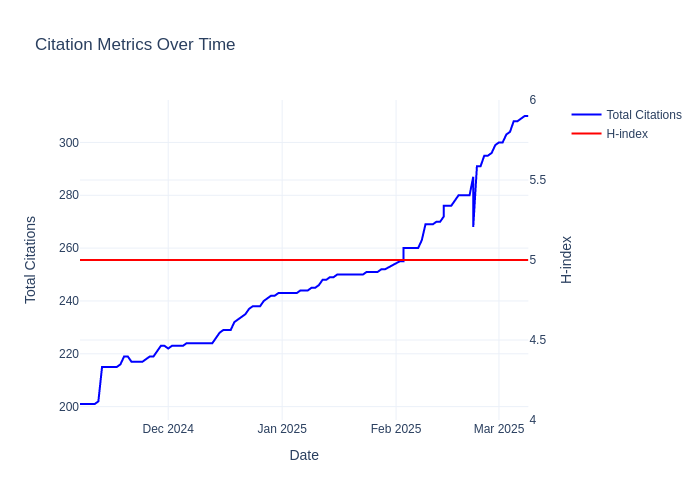 Citation Metrics Over Time
6
Total Citations
H-index
300
280
260
240
220
200
5.5
5
4.5
4
Total Citations
H-index
Dec 2024
Jan 2025
Feb 2025
Mar 2025
Date